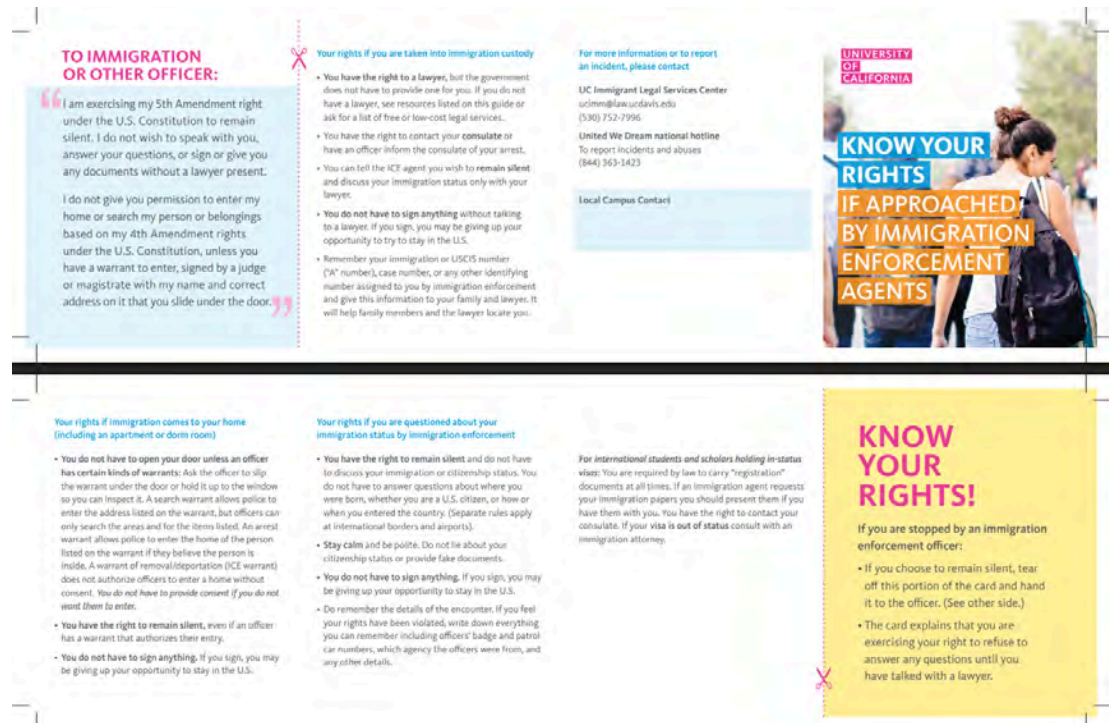 TO IMMIGRATION
OR OTHER OFFICER:
“I am exercising my 5th Amendment right
under the U.S. Constitution to remain
silent. I do not wish to speak with you,
answer your questions, or sign or give you
any documents without a lawyer present.
I do not give you permission to enter my
home or search my person or belongings
based on my 4th Amendment rights
under the U.S. Constitution, unless you
have a warrant to enter, signed by a judge
or magistrate with my name and correct
address on it that you slide under the door.”
Your rights if you are taken into immigration custody
• You have the right to a lawyer, but the government
does not have to provide one for you. If you do not
have a lawyer, see resources listed on this guide or
ask for a list of free or low-cost legal services.
• You have the right to contact your consulate or
have an officer inform the consulate of your arrest.
• You can tell the ICE agent you wish to remain silent
and discuss your immigration status only with your
lawyer.
• You do not have to sign anything without talking
to a lawyer. If you sign, you may be giving up your
opportunity to try to stay in the U.S.
• Remember your immigration or USCIS number
("A" number), case number, or any other identifying
number assigned to you by immigration enforcement
and give this information to your family and lawyer. It
will help family members and the lawyer locate you.
For more information or to report
an incident, please contact
UC Immigrant Legal Services Center
ucimm@law.ucdavis.edu
(530) 752-7996
United We Dream national hotline
To report incidents and abuses
(844) 363-1423
Local Campus Contact
UNIVERSITY
OF
CALIFORNIA
KNOW YOUR
RIGHTS
IF APPROACHED
BY IMMIGRATION
ENFORCEMENT
AGENTS
Your rights if immigration comes to your home
(including an apartment or dorm room)
• You do not have to open your door unless an officer
has certain kinds of warrants: Ask the officer to slip
the warrant under the door or hold it up to the window
so you can inspect it. A search warrant allows police to
enter the address listed on the warrant, but officers can
only search the areas and for the items listed. An arrest
warrant allows police to enter the home of the person
listed on the warrant if they believe the person is
inside. A warrant of removal/deportation (ICE warrant)
does not authorize officers to enter a home without
consent. You do not have to provide consent if you do not
want them to enter.
• You have the right to remain silent, even if an officer
has a warrant that authorizes their entry.
• You do not have to sign anything. If you sign, you may
be giving up your opportunity to stay in the U.S.
Your rights if you are questioned about your
immigration status by immigration enforcement
• You have the right to remain silent and do not have
to discuss your immigration or citizenship status. You
do not have to answer questions about where you
were born, whether you are a U.S. citizen, or how or
when you entered the country. (Separate rules apply
at international borders and airports).
• Stay calm and be polite. Do not lie about your
citizenship status or provide fake documents.
• You do not have to sign anything. If you sign, you may
be giving up your opportunity to stay in the U.S.
• Do remember the details of the encounter. If you feel
your rights have been violated, write down everything
you can remember including officers' badge and patrol
car numbers, which agency the officers were from, and
any other details.
For international students and scholars holding in-status
visas: You are required by law to carry "registration"
documents at all times. If an immigration agent requests
your immigration papers you should present them if you
have them with you. You have the right to contact your
consulate. If your visa is out of status consult with an
immigration attorney.
KNOW
YOUR
RIGHTS!
If you are stopped by an immigration
enforcement officer:
• If you choose to remain silent, tear
off this portion of the card and hand
it to the officer. (See other side.)
• The card explains that you are
exercising your right to refuse to
answer any questions until you
have talked with a lawyer.